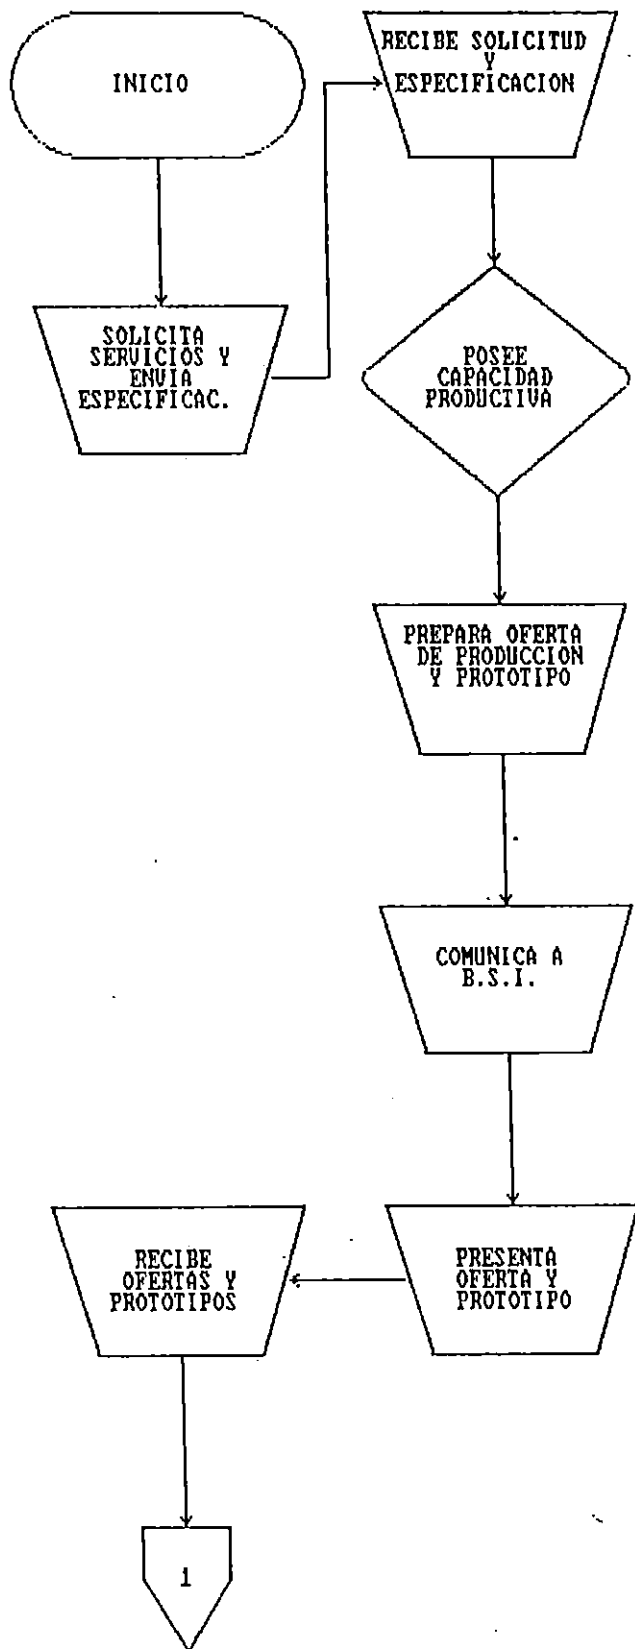 INICIO
SOLICITA
SERVICIOS Y
ENVIA
ESPECIFICAC.
RECIBE SOLICITUD
Y
ESPECIFICACION
POSEE
CAPACIDAD
PRODUCTIVA
PREPARA OFERTA
DE PRODUCCION
Y PROTOTIPO
COMUNICA A
B.S.I.
PRESENTA
OFERTA Y
PROTOTIPO
RECIBE
OFERTAS Y
PROTOTIPOS
1